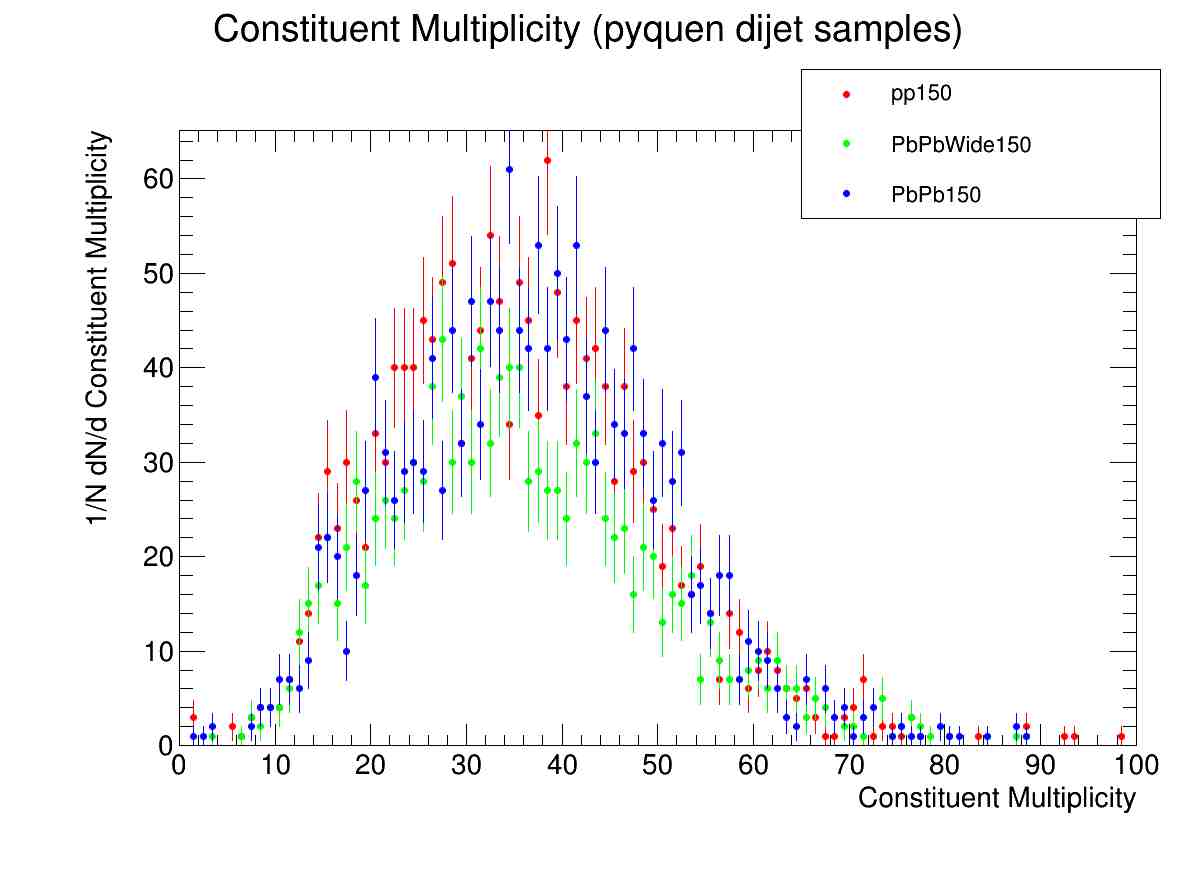 Constituent Multiplicity (pyquen dijet samples)
pp150
PbPbWide150
PbPb150
1/N dN/d Constituent Multiplicity
60
50
40
30
20
10
0
0 10 20 30 40 50 60 70 80 90 100
Constituent Multiplicity